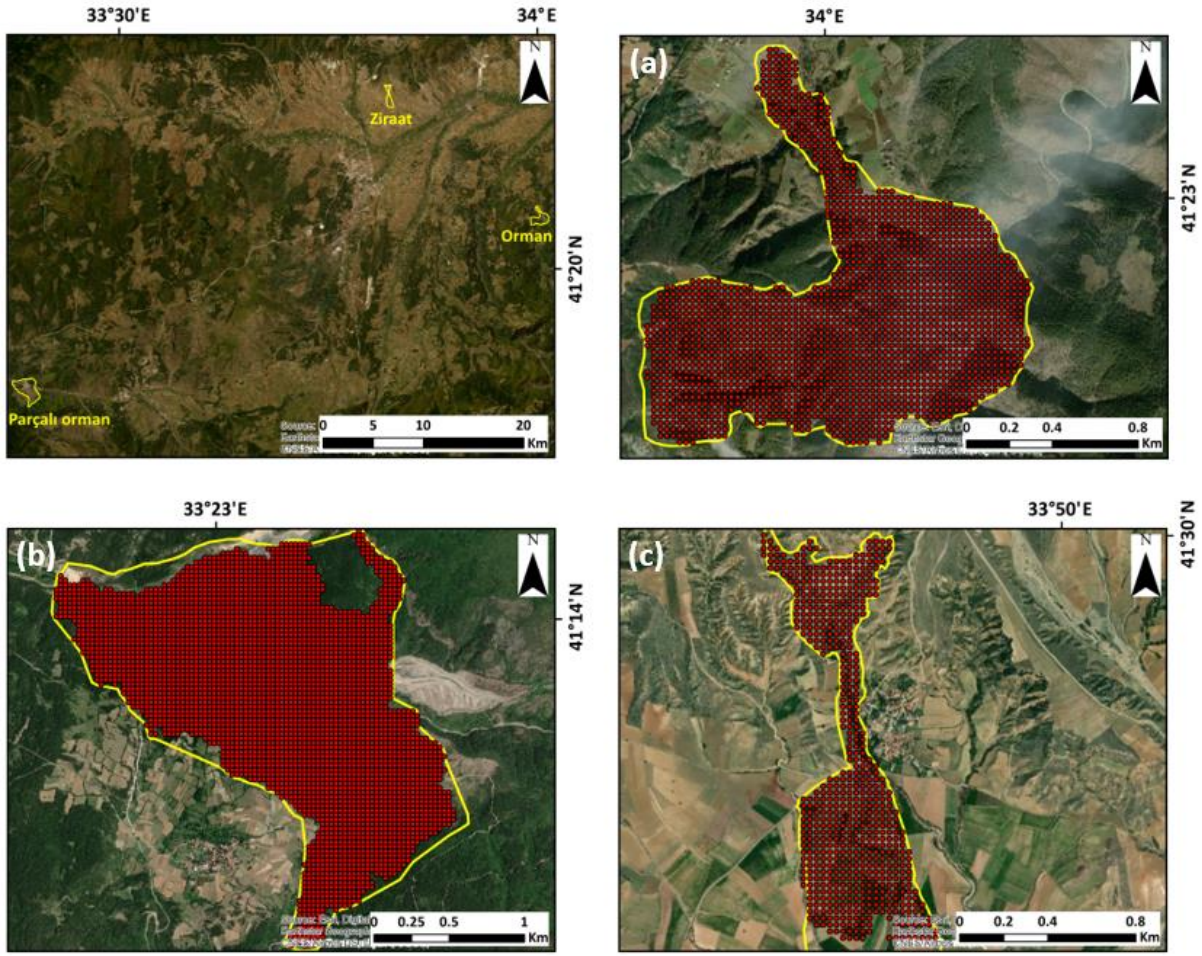 33°30'E
34°E
N
Ziraat
Orman
41°20'N
Parçalı orman
0 5 10 20
Km
Source:
34°E
(a)
N
41°23'N
0 0.2 0.4 0.8
Km
33°23'E
(b)
N
41°14'N
0 0.25 0.5 1
Km
33°50'E
(c)
N
41°30'N
0 0.2 0.4 0.8
Km